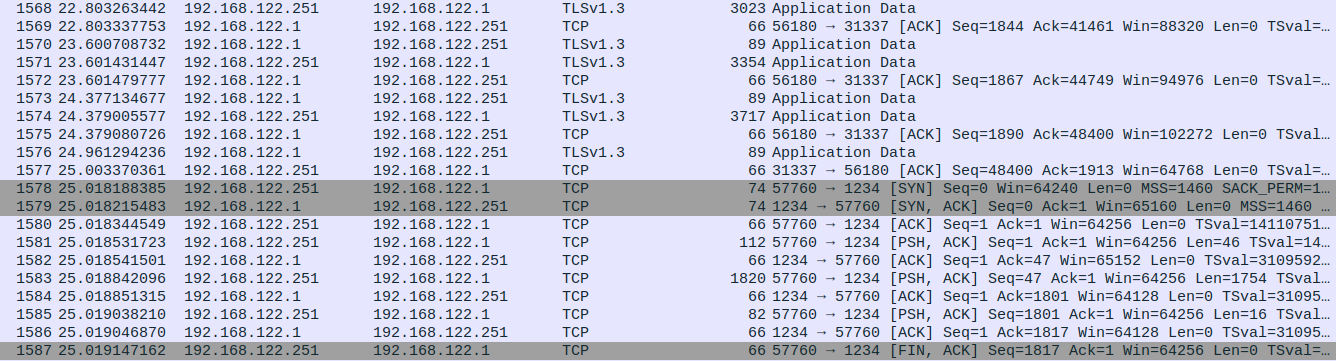 1568 22.803263442 192.168.122.251 192.168.122.1 TLSv1.3 3023 Application Data
1569 22.803337753 192.168.122.1 192.168.122.251 TCP 66 56180 → 31337 [ACK] Seq=1844 Ack=41461 Win=88320 Len=0 TSval=…
1570 23.600708732 192.168.122.1 192.168.122.251 TLSv1.3 89 Application Data
1571 23.601431447 192.168.122.251 192.168.122.1 TLSv1.3 3354 Application Data
1572 23.601479777 192.168.122.1 192.168.122.251 TCP 66 56180 → 31337 [ACK] Seq=1867 Ack=44749 Win=94976 Len=0 TSval=…
1573 24.377134677 192.168.122.1 192.168.122.251 TLSv1.3 89 Application Data
1574 24.379005577 192.168.122.251 192.168.122.1 TLSv1.3 3717 Application Data
1575 24.379080726 192.168.122.1 192.168.122.251 TCP 66 56180 → 31337 [ACK] Seq=1890 Ack=48400 Win=102272 Len=0 TSval…
1576 24.961294236 192.168.122.1 192.168.122.251 TLSv1.3 89 Application Data
1577 25.003370361 192.168.122.251 192.168.122.1 TCP 66 31337 → 56180 [ACK] Seq=48400 Ack=1913 Win=64768 Len=0 TSval=…
1578 25.018188385 192.168.122.251 192.168.122.1 TCP 74 57760 → 1234 [SYN] Seq=0 Win=64240 Len=0 MSS=1460 SACK_PERM=1…
1579 25.018215483 192.168.122.1 192.168.122.251 TCP 74 1234 → 57760 [SYN, ACK] Seq=0 Ack=1 Win=65160 Len=0 MSS=1460 …
1580 25.018344549 192.168.122.251 192.168.122.1 TCP 66 57760 → 1234 [ACK] Seq=1 Ack=1 Win=64256 Len=0 TSval=14110751…
1581 25.018531723 192.168.122.251 192.168.122.1 TCP 112 57760 → 1234 [PSH, ACK] Seq=1 Ack=1 Win=64256 Len=46 TSval=14…
1582 25.018541501 192.168.122.1 192.168.122.251 TCP 66 1234 → 57760 [ACK] Seq=1 Ack=47 Win=65152 Len=0 TSval=3109592…
1583 25.018842096 192.168.122.251 192.168.122.1 TCP 1820 57760 → 1234 [PSH, ACK] Seq=47 Ack=1 Win=64256 Len=1754 TSval…
1584 25.018851315 192.168.122.1 192.168.122.251 TCP 66 1234 → 57760 [ACK] Seq=1 Ack=1801 Win=64128 Len=0 TSval=31095…
1585 25.019038210 192.168.122.251 192.168.122.1 TCP 82 57760 → 1234 [PSH, ACK] Seq=1801 Ack=1 Win=64256 Len=16 TSval…
1586 25.019046870 192.168.122.1 192.168.122.251 TCP 66 1234 → 57760 [ACK] Seq=1 Ack=1817 Win=64128 Len=0 TSval=31095…
1587 25.019147162 192.168.122.251 192.168.122.1 TCP 66 57760 → 1234 [FIN, ACK] Seq=1817 Ack=1 Win=64256 Len=0 TSval=…